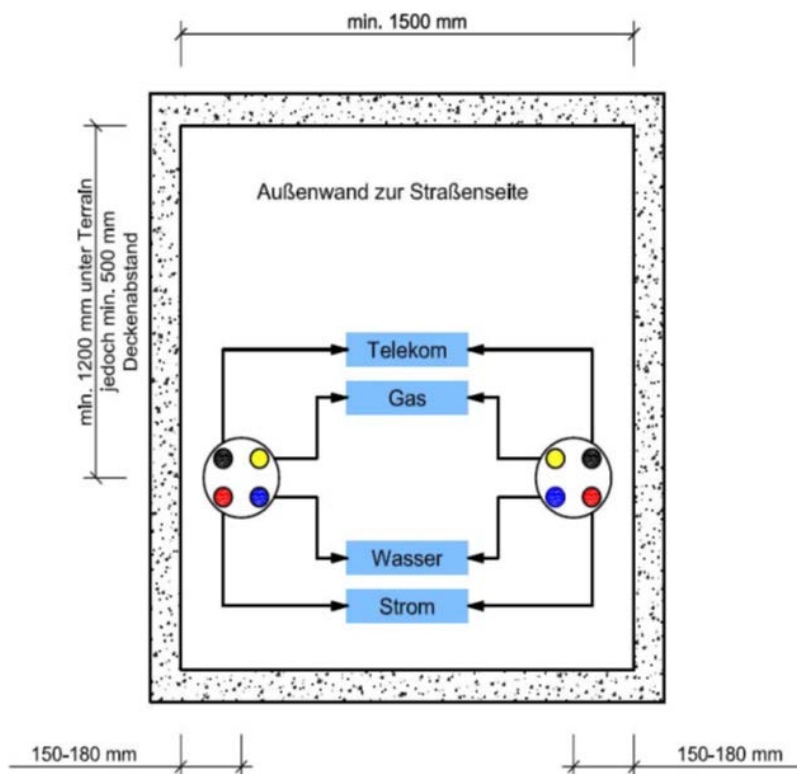 min. 1500 mm
Außenwand zur Straßenseite
min. 1200 mm unter Terrain
jedoch min. 500 mm
Deckenabstand
Telekom
Gas
Wasser
Strom
150-180 mm
150-180 mm